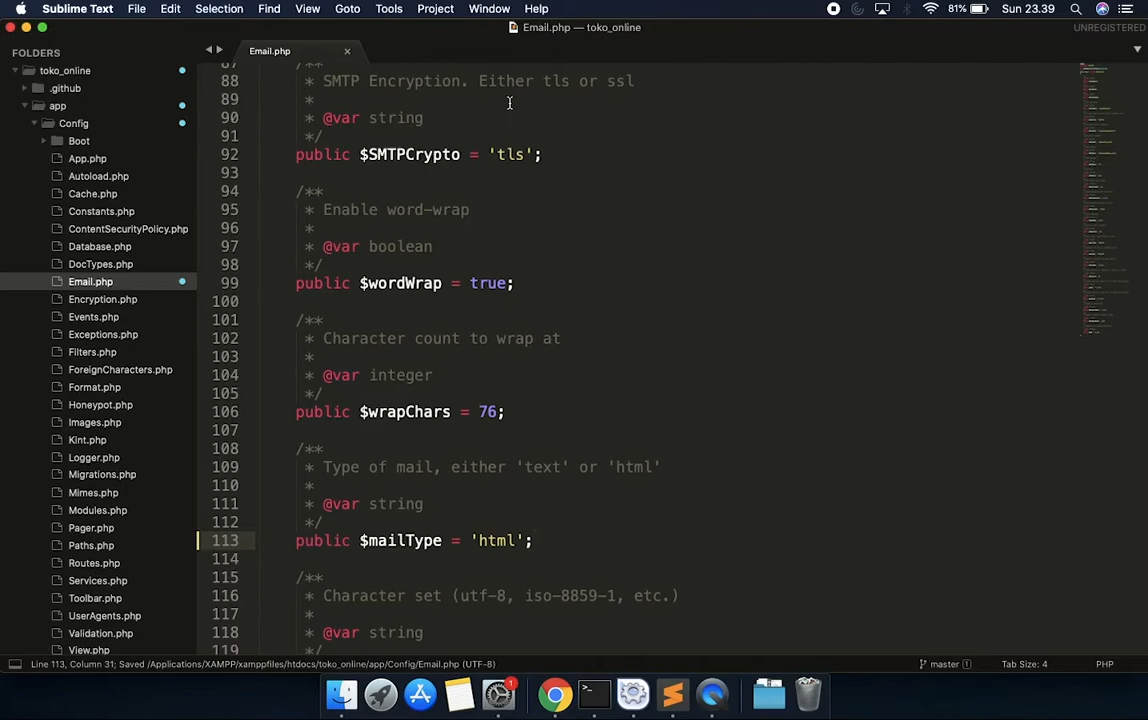 Sublime Text File Edit Selection Find View Goto Tools Project Window Help 81% Sun 23.39
Email.php — toko_online UNREGISTERED
FOLDERS
toko_online
.github
app
Config
Boot
App.php
Autoload.php
Cache.php
Constants.php
ContentSecurityPolicy.php
Database.php
DocTypes.php
Email.php
Encryption.php
Events.php
Exceptions.php
Filters.php
ForeignCharacters.php
Format.php
Honeypot.php
Images.php
Kint.php
Logger.php
Migrations.php
Mimes.php
Modules.php
Pager.php
Paths.php
Routes.php
Services.php
Toolbar.php
UserAgents.php
Validation.php
View.php
Email.php
87 /**
88 * SMTP Encryption. Either tls or ssl
89 *
90 * @var string
91 */
92 public $SMTPCrypto = 'tls';
93
94 /**
95 * Enable word-wrap
96 *
97 * @var boolean
98 */
99 public $wordWrap = true;
100
101 /**
102 * Character count to wrap at
103 *
104 * @var integer
105 */
106 public $wrapChars = 76;
107
108 /**
109 * Type of mail, either 'text' or 'html'
110 *
111 * @var string
112 */
113 public $mailType = 'html';
114
115 /**
116 * Character set (utf-8, iso-8859-1, etc.)
117 *
118 * @var string
119 */
Line 113, Column 31; Saved /Applications/XAMPP/xamppfiles/htdocs/toko_online/app/Config/Email.php (UTF-8) master 1 Tab Size: 4 PHP
1